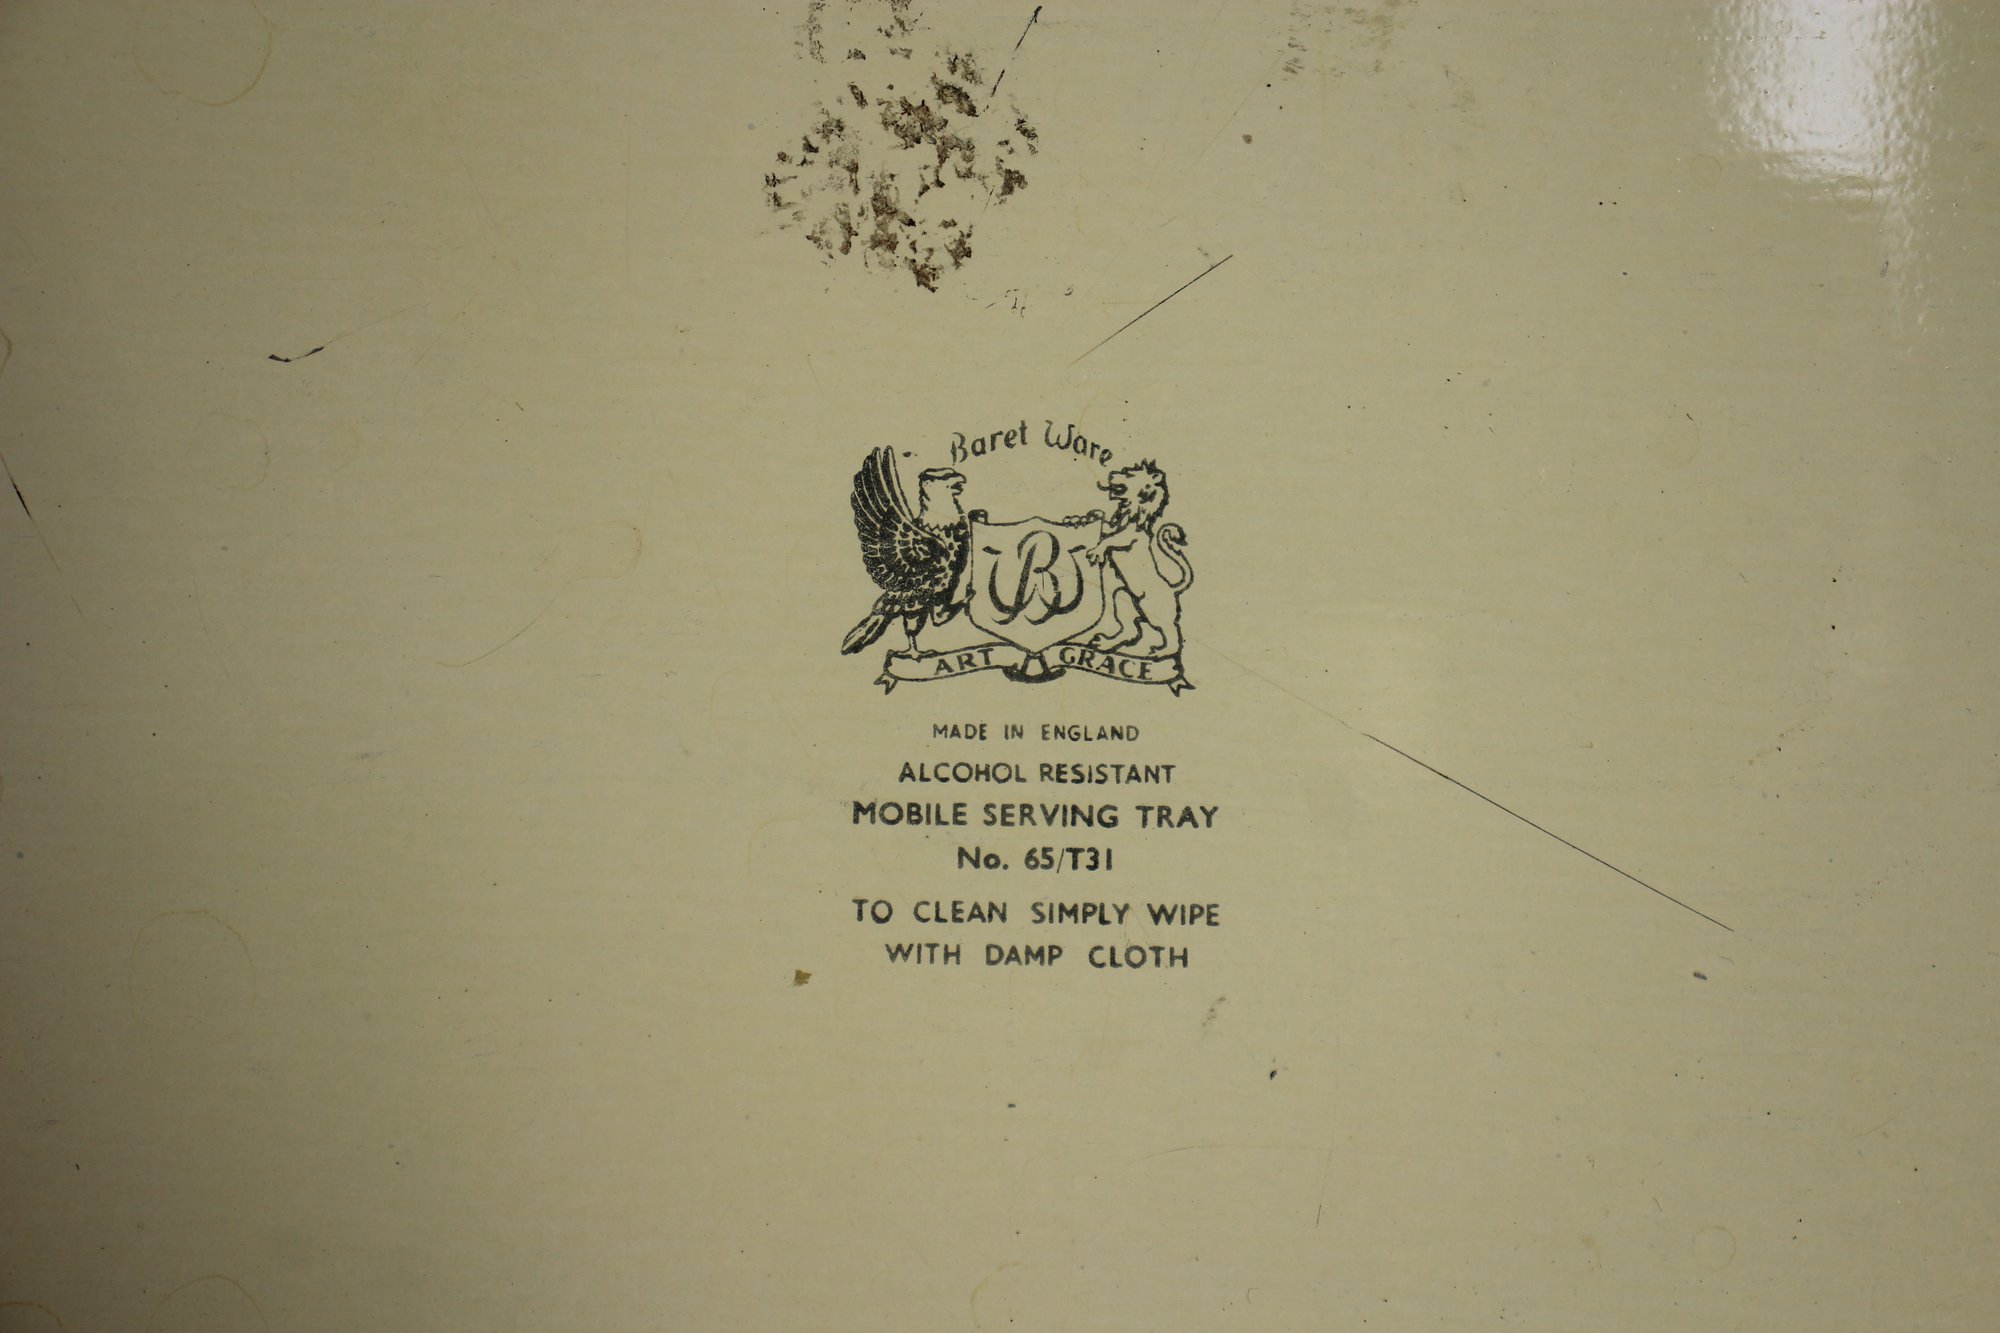 Baret Ware
BW
ART GRACE
MADE IN ENGLAND
ALCOHOL RESISTANT
MOBILE SERVING TRAY
No. 65/T31
TO CLEAN SIMPLY WIPE
WITH DAMP CLOTH